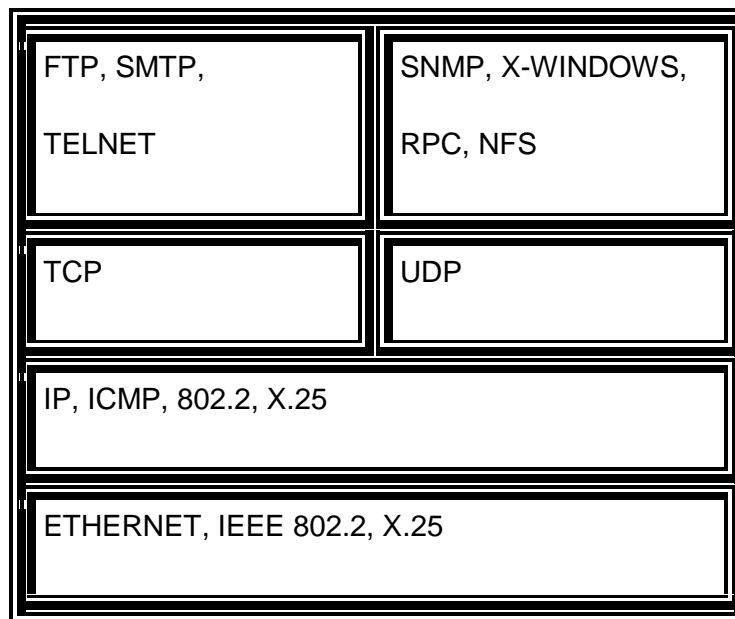 FTP, SMTP,
TELNET
SNMP, X-WINDOWS,
RPC, NFS
TCP
UDP
IP, ICMP, 802.2, X.25
ETHERNET, IEEE 802.2, X.25